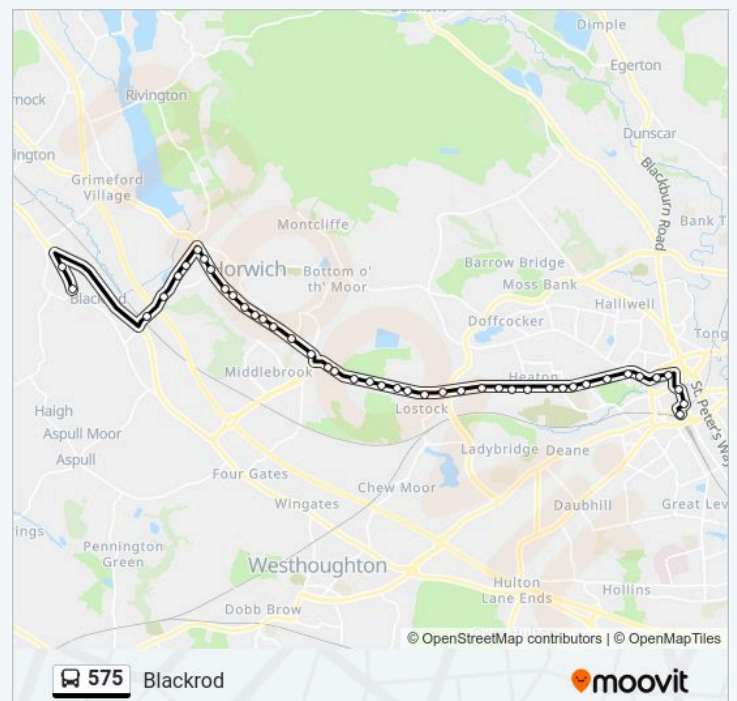 Dimple
Egerton
Rivington
mock
Dunscar
ington
Blackburn Road
Grimeford
Village
Bank T
Montcliffe
Horwich
Bottom o'
th' Moor
Barrow Bridge
Moss Bank
Blackrod
Halliwell
Doffcocker
Tong
Middlebrook
Heaton
St. Peter's Way
Haigh
Lostock
Aspull Moor
Aspull
Ladybridge
Deane
Four Gates
Chew Moor
Wingates
Daubhill
Great Lev
ings
Pennington
Green
Westhoughton
Hulton
Lane Ends
Hollins
Dobb Brow
© OpenStreetMap contributors | © OpenMapTiles
575
Blackrod
moovit